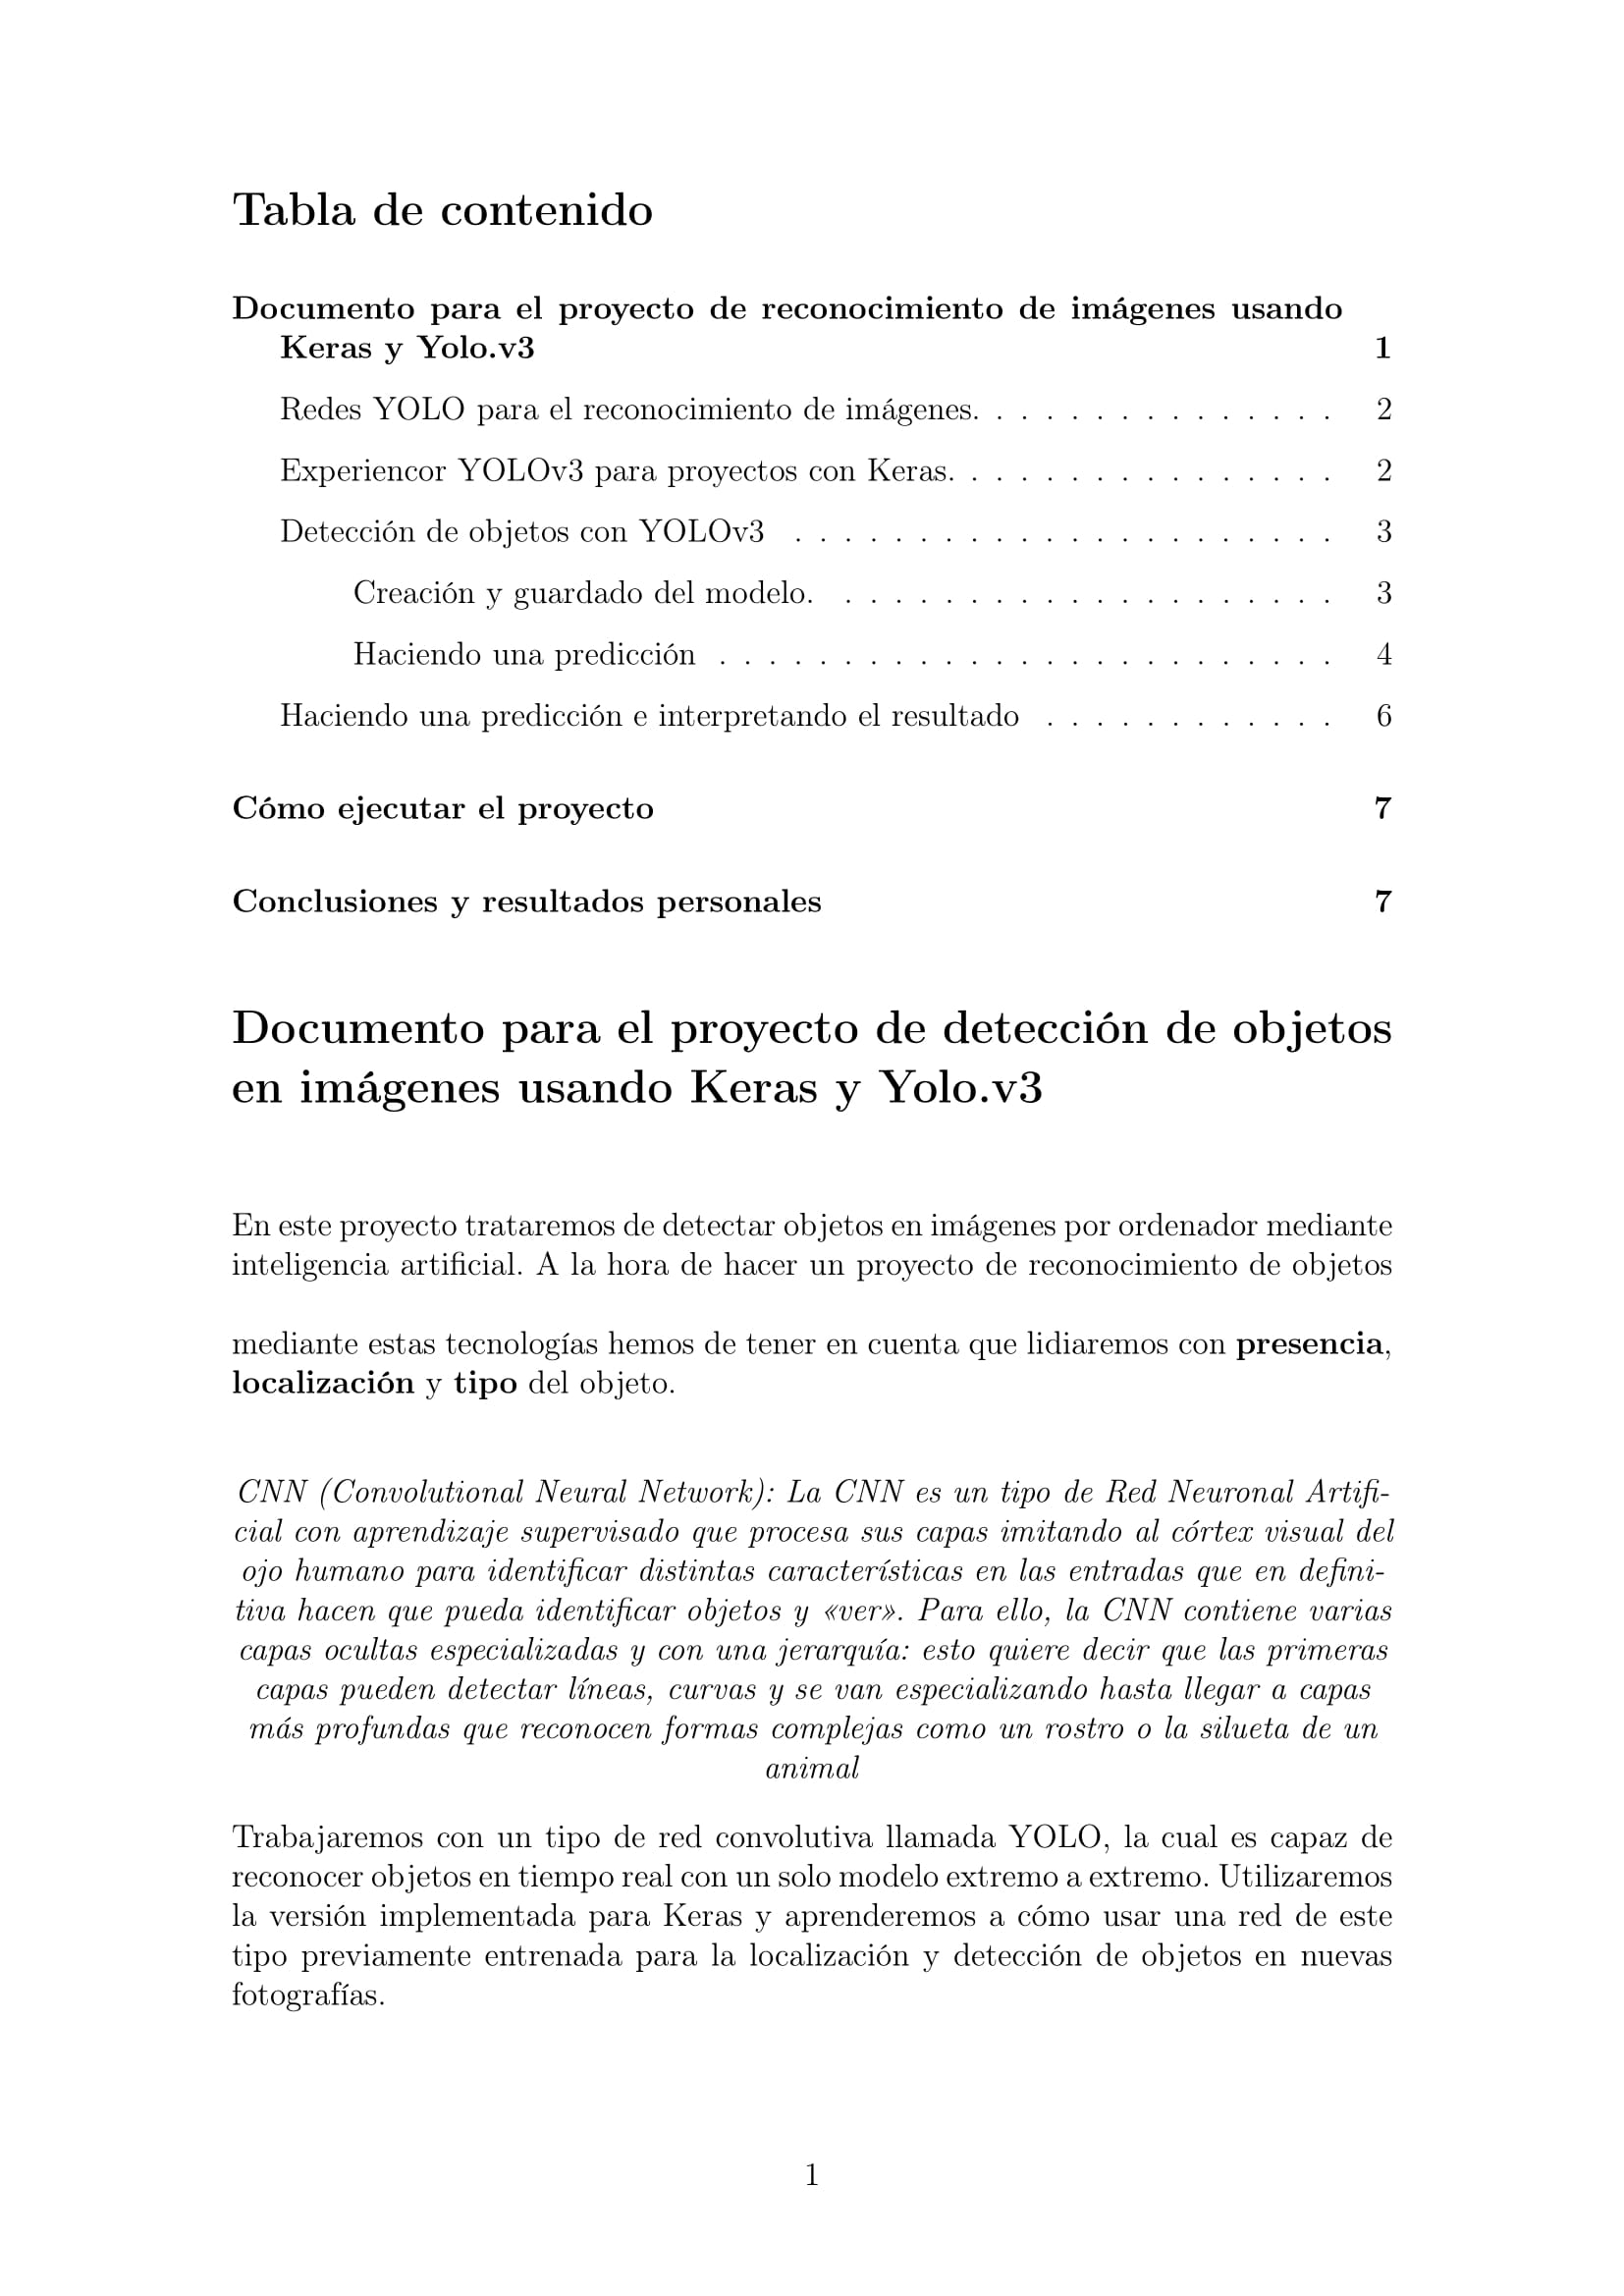 Tabla de contenido
Documento para el proyecto de reconocimiento de imágenes usando
Keras y Yolo.v3 1
Redes YOLO para el reconocimiento de imágenes. . . . . . . . . . . . . . . 2
Experiencor YOLOv3 para proyectos con Keras. . . . . . . . . . . . . . . . 2
Detección de objetos con YOLOv3 . . . . . . . . . . . . . . . . . . . . . . 3
Creación y guardado del modelo. . . . . . . . . . . . . . . . . . . . . 3
Haciendo una predicción . . . . . . . . . . . . . . . . . . . . . . . . . 4
Haciendo una predicción e interpretando el resultado . . . . . . . . . . . . 6
Cómo ejecutar el proyecto 7
Conclusiones y resultados personales 7
Documento para el proyecto de detección de objetos
en imágenes usando Keras y Yolo.v3
En este proyecto trataremos de detectar objetos en imágenes por ordenador mediante
inteligencia artificial. A la hora de hacer un proyecto de reconocimiento de objetos
mediante estas tecnologías hemos de tener en cuenta que lidiaremos con presencia,
localización y tipo del objeto.
CNN (Convolutional Neural Network): La CNN es un tipo de Red Neuronal Artifi-
cial con aprendizaje supervisado que procesa sus capas imitando al córtex visual del
ojo humano para identificar distintas características en las entradas que en defini-
tiva hacen que pueda identificar objetos y «ver». Para ello, la CNN contiene varias
capas ocultas especializadas y con una jerarquía: esto quiere decir que las primeras
capas pueden detectar líneas, curvas y se van especializando hasta llegar a capas
más profundas que reconocen formas complejas como un rostro o la silueta de un
animal
Trabajaremos con un tipo de red convolutiva llamada YOLO, la cual es capaz de
reconocer objetos en tiempo real con un solo modelo extremo a extremo. Utilizaremos
la versión implementada para Keras y aprenderemos a cómo usar una red de este
tipo previamente entrenada para la localización y detección de objetos en nuevas
fotografías.
1